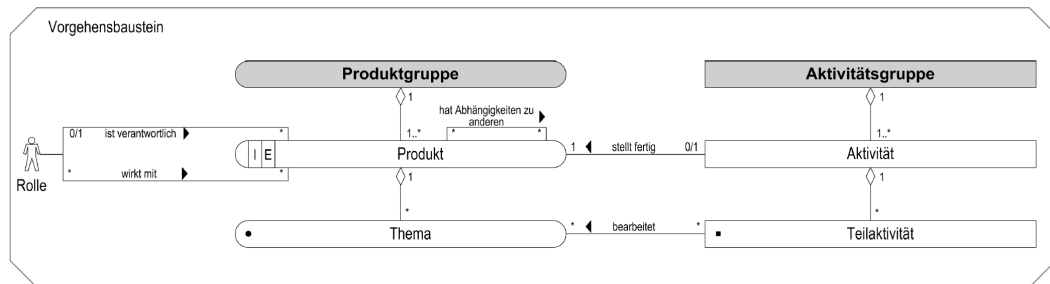 Vorgehensbaustein
Produktgruppe
Aktivitätsgruppe
1
hat Abhängigkeiten zu
anderen
1
0/1 ist verantwortlich *
1..*
* *
1..*
I E Produkt
1 stellt fertig 0/1
Aktivität
Rolle
* wirkt mit *
1
1
*
*
Thema
* bearbeitet *
Teilaktivität